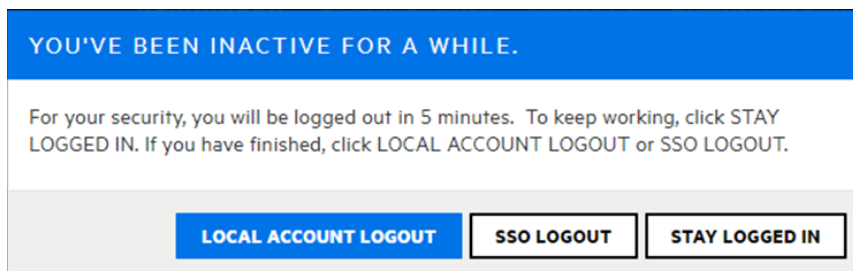 YOU'VE BEEN INACTIVE FOR A WHILE.
For your security, you will be logged out in 5 minutes.  To keep working, click STAY
LOGGED IN. If you have finished, click LOCAL ACCOUNT LOGOUT or SSO LOGOUT.
LOCAL ACCOUNT LOGOUT SSO LOGOUT STAY LOGGED IN